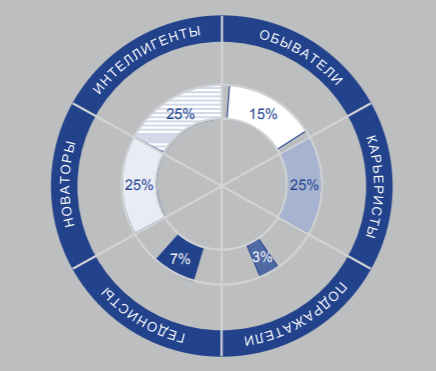 ИНТЕЛЛИГЕНТЫ
ОБЫВАТЕЛИ
25%
15%
НОВАТОРЫ
25%
25%
КАРЬЕРИСТЫ
7%
3%
ГЕДОНИСТЫ
ПОДРАЖАТЕЛИ